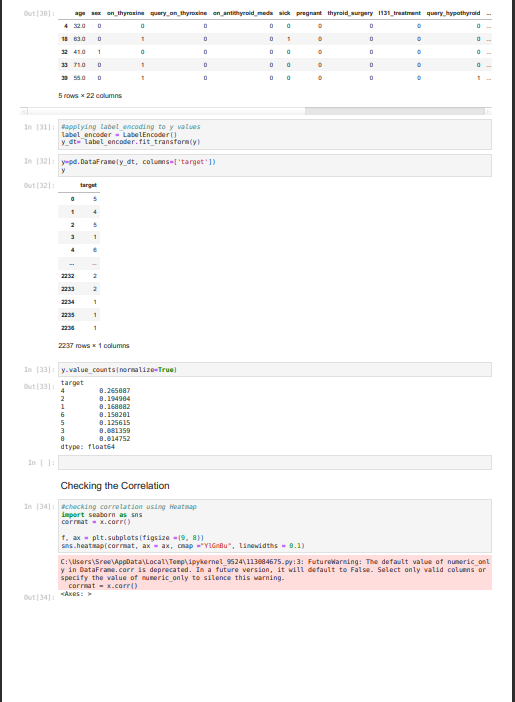 Out[30]:
age sex on_thyroxine query_on_thyroxine on_antithyroid_meds sick pregnant thyroid_surgery I131_treatment query_hypothyroid ...
4 32.0 0 0 0 0 0 0 0 0 0 ...
18 63.0 0 1 0 0 1 0 0 0 0 ...
32 41.0 1 0 0 0 0 0 0 0 0 ...
33 71.0 0 1 0 0 0 0 0 0 0 ...
39 55.0 0 1 0 0 0 0 0 0 1 ...
5 rows × 22 columns
In [31]:
#applying label_encoding to y values
label_encoder = LabelEncoder()
y_dt= label_encoder.fit_transform(y)
In [32]:
y=pd.DataFrame(y_dt, columns=['target'])
y
Out[32]:
target
0 5
1 4
2 5
3 1
4 6
... ...
2232 2
2233 2
2234 1
2235 1
2236 1
2237 rows × 1 columns
In [33]:
y.value_counts(normalize=True)
Out[33]:
target
4 0.265087
2 0.194904
1 0.168082
6 0.150201
5 0.125615
3 0.081359
0 0.014752
dtype: float64
In [ ]:
Checking the Correlation
In [34]:
#checking correlation using Heatmap
import seaborn as sns
corrmat = x.corr()
f, ax = plt.subplots(figsize =(9, 8))
sns.heatmap(corrmat, ax = ax, cmap ="YlGnBu", linewidths = 0.1)
C:\Users\Sree\AppData\Local\Temp\ipykernel_9524\113084675.py:3: FutureWarning: The default value of numeric_onl
y in DataFrame.corr is deprecated. In a future version, it will default to False. Select only valid columns or
specify the value of numeric_only to silence this warning.
corrmat = x.corr()
Out[34]:
<Axes: >